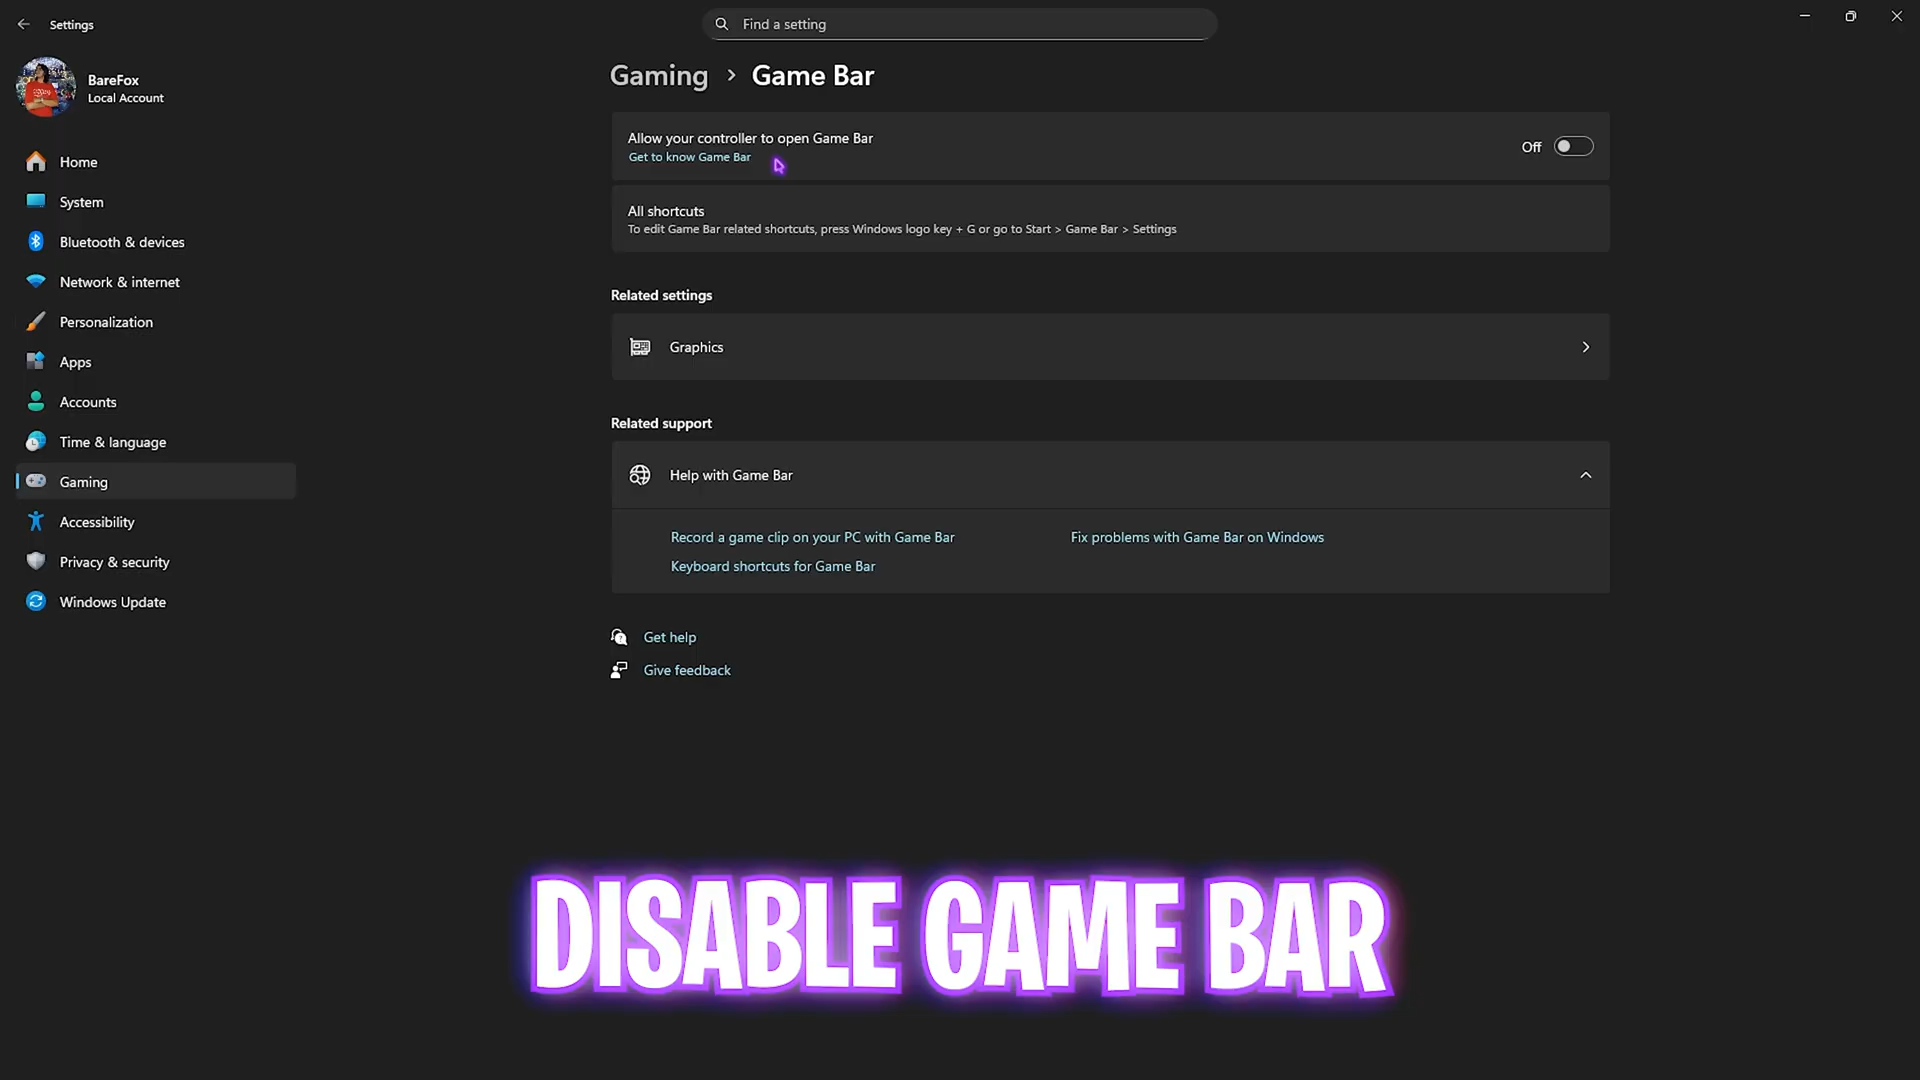 Settings
Find a setting
BareFox
Local Account
Home
System
Bluetooth & devices
Network & internet
Personalization
Apps
Accounts
Time & language
Gaming
Accessibility
Privacy & security
Windows Update
Gaming > Game Bar
Allow your controller to open Game Bar
Get to know Game Bar
Off
All shortcuts
To edit Game Bar related shortcuts, press Windows logo key + G or go to Start > Game Bar > Settings
Related settings
Graphics
Related support
Help with Game Bar
Record a game clip on your PC with Game Bar
Fix problems with Game Bar on Windows
Keyboard shortcuts for Game Bar
Get help
Give feedback
DISABLE GAME BAR